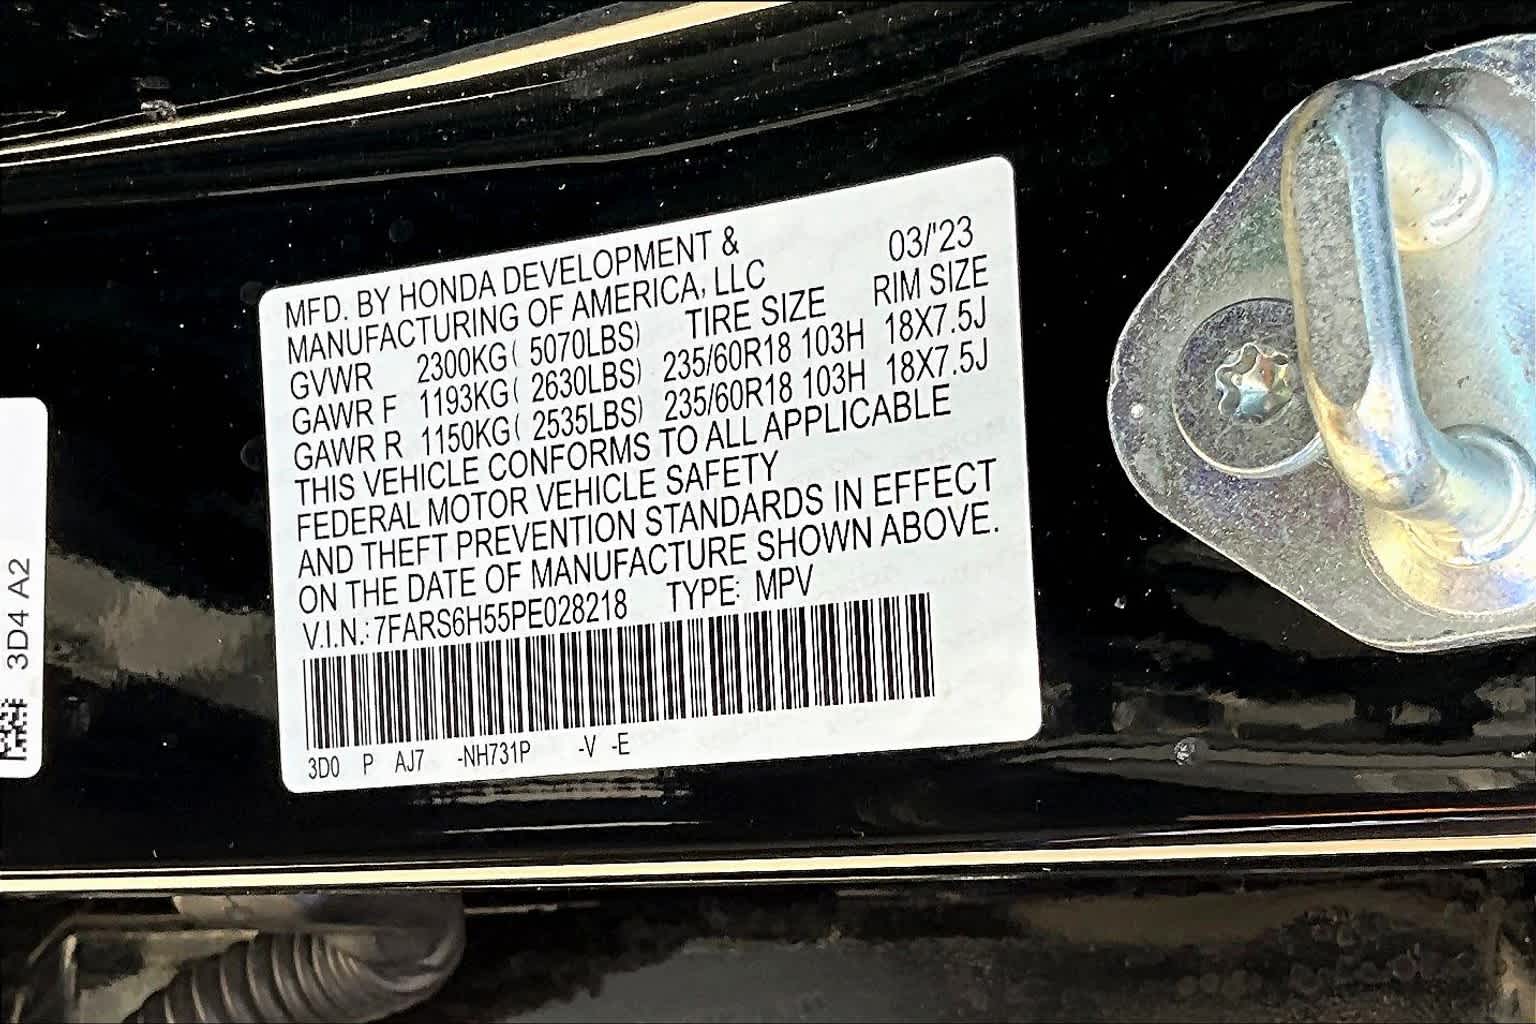 MFD. BY HONDA DEVELOPMENT &
MANUFACTURING OF AMERICA, LLC 03/'23
GVWR 2300KG( 5070LBS) TIRE SIZE RIM SIZE
GAWR F 1193KG( 2630LBS) 235/60R18 103H 18X7.5J
GAWR R 1150KG( 2535LBS) 235/60R18 103H 18X7.5J
THIS VEHICLE CONFORMS TO ALL APPLICABLE
FEDERAL MOTOR VEHICLE SAFETY
AND THEFT PREVENTION STANDARDS IN EFFECT
ON THE DATE OF MANUFACTURE SHOWN ABOVE.
V.I.N.: 7FARS6H55PE028218 TYPE: MPV
3D0 P AJ7 -NH731P -V -E
3D4 A2